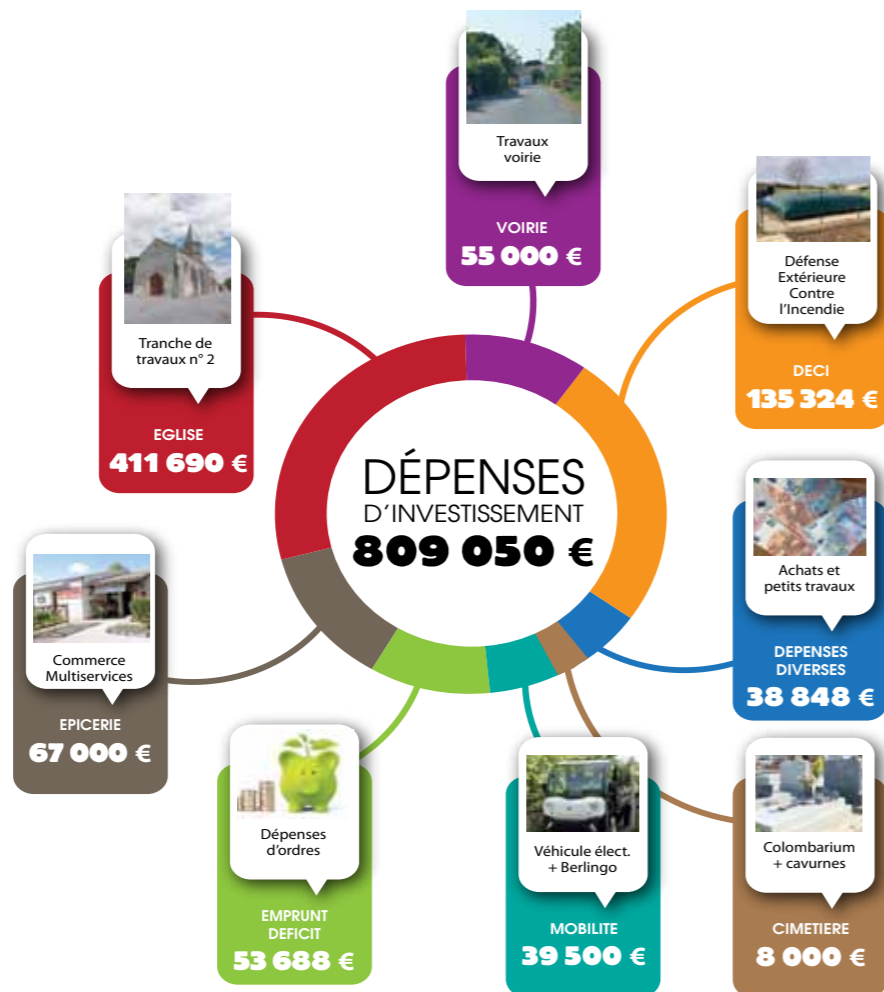 Travaux
voirie
VOIRIE
55 000 €
Défense
Extérieure
Contre
l'Incendie
DECI
135 324 €
Tranche de
travaux n° 2
EGLISE
411 690 €
DÉPENSES
D'INVESTISSEMENT
809 050 €
Achats et
petits travaux
DEPENSES
DIVERSES
38 848 €
Commerce
Multiservices
EPICERIE
67 000 €
Dépenses
d'ordres
EMPRUNT
DEFICIT
53 688 €
Véhicule élect.
+ Berlingo
MOBILITE
39 500 €
Colombarium
+ cavurnes
CIMETIERE
8 000 €